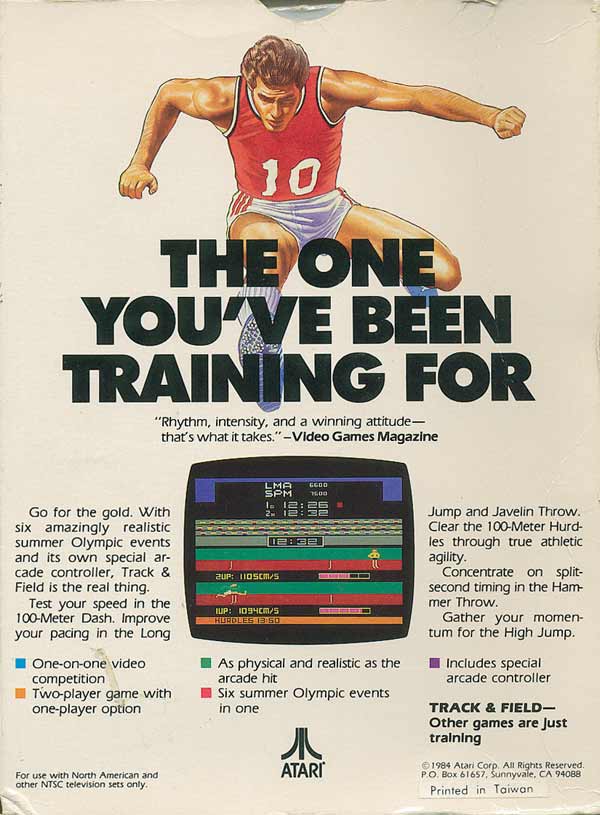 10
THE ONE
YOU'VE BEEN
TRAINING FOR
"Rhythm, intensity, and a winning attitude—
that's what it takes." –Video Games Magazine
Go for the gold. With
six amazingly realistic
summer Olympic events
and its own special ar-
cade controller, Track &
Field is the real thing.
Test your speed in the
100-Meter Dash. Improve
your pacing in the Long
LMA 6600
SPM 7500
1= 12:26
2= 12:32
12:32
2UP: 1105CM/S
1UP: 1094CM/S
HURDLES 13:50
Jump and Javelin Throw.
Clear the 100-Meter Hurd-
les through true athletic
agility.
Concentrate on split-
second timing in the Ham-
mer Throw.
Gather your momen-
tum for the High Jump.
One-on-one video
competition
Two-player game with
one-player option
As physical and realistic as the
arcade hit
Six summer Olympic events
in one
Includes special
arcade controller
TRACK & FIELD—
Other games are just
training
ATARI®
For use with North American and
other NTSC television sets only.
© 1984 Atari Corp. All Rights Reserved.
P.O. Box 61657, Sunnyvale, CA 94088
Printed in Taiwan